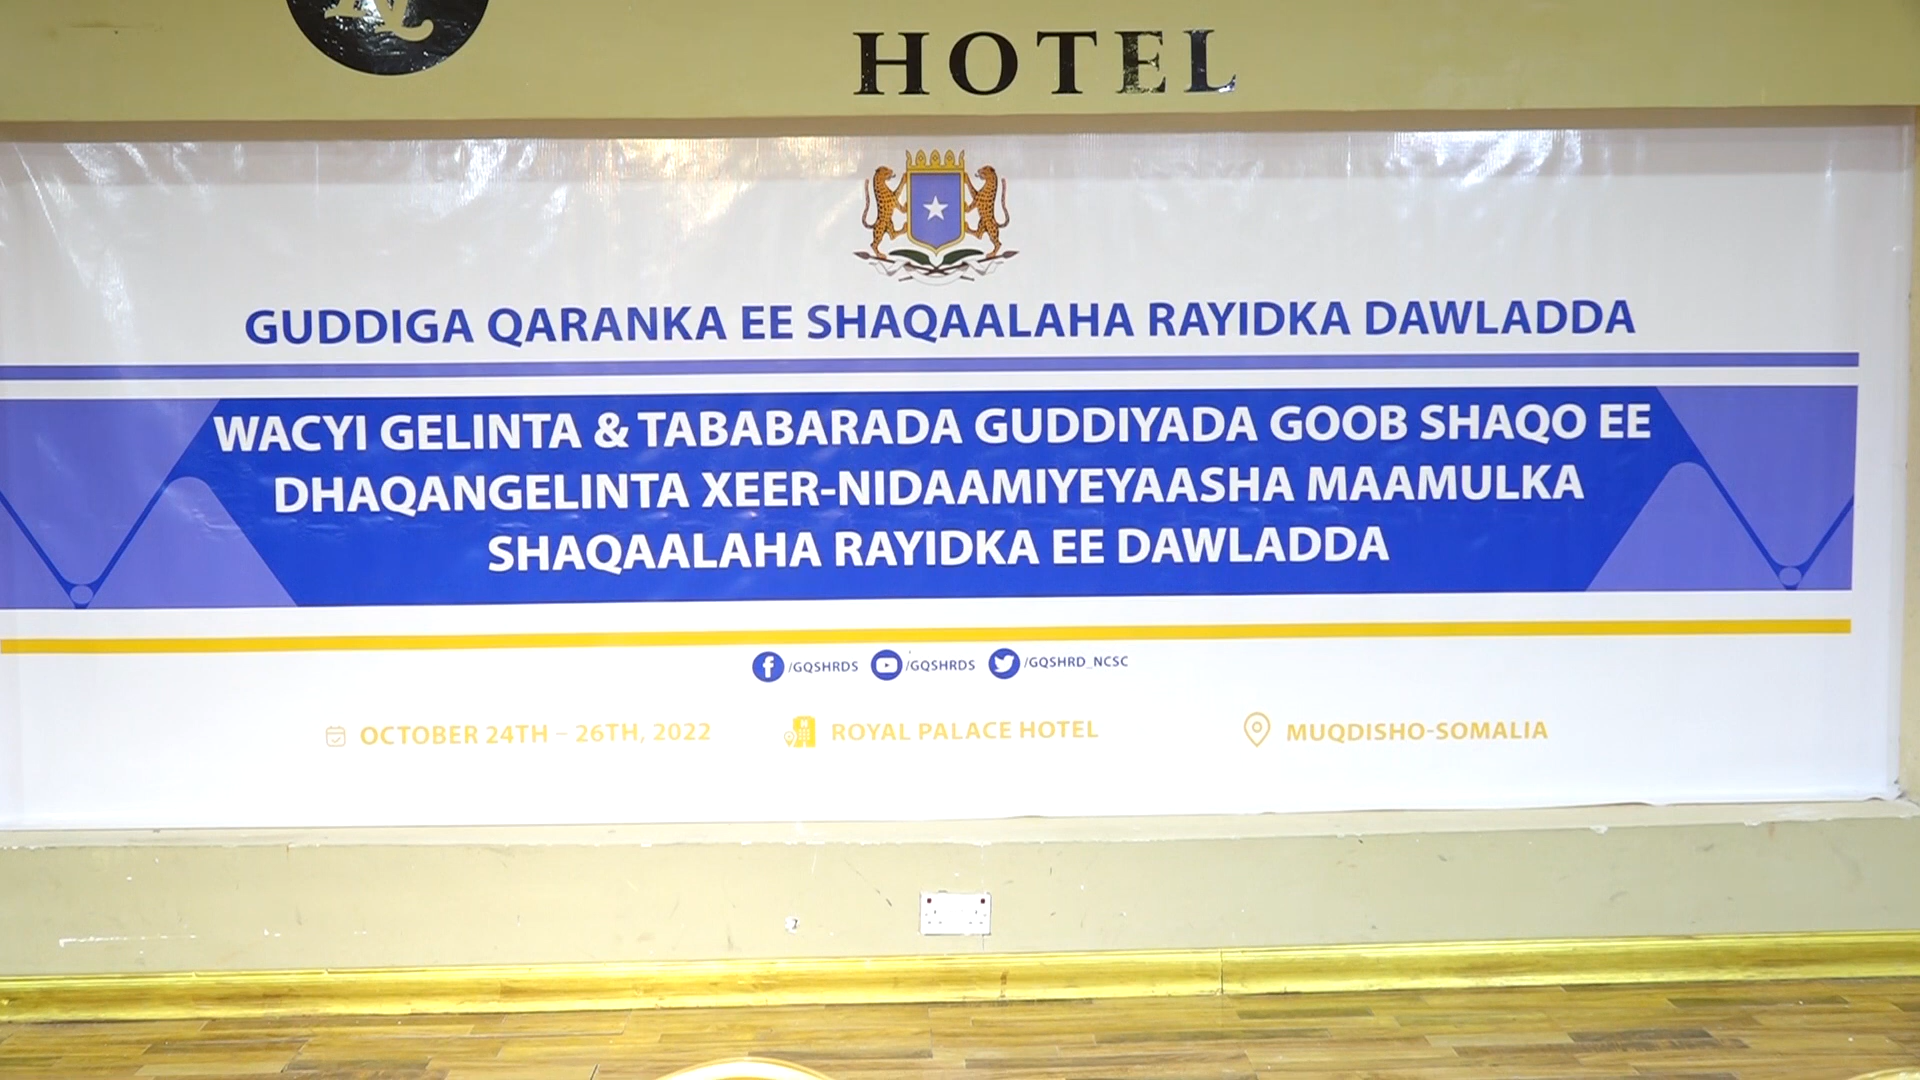 HOTEL
GUDDIGA QARANKA EE SHAQAALAHA RAYIDKA DAWLADDA
WACYI GELINTA & TABABARADA GUDDIYADA GOOB SHAQO EE
DHAQANGELINTA XEER-NIDAAMIYEYAASHA MAAMULKA
SHAQAALAHA RAYIDKA EE DAWLADDA
/GQSHRDS /GQSHRDS /GQSHRD_NCSC
OCTOBER 24TH – 26TH, 2022 ROYAL PALACE HOTEL MUQDISHO-SOMALIA